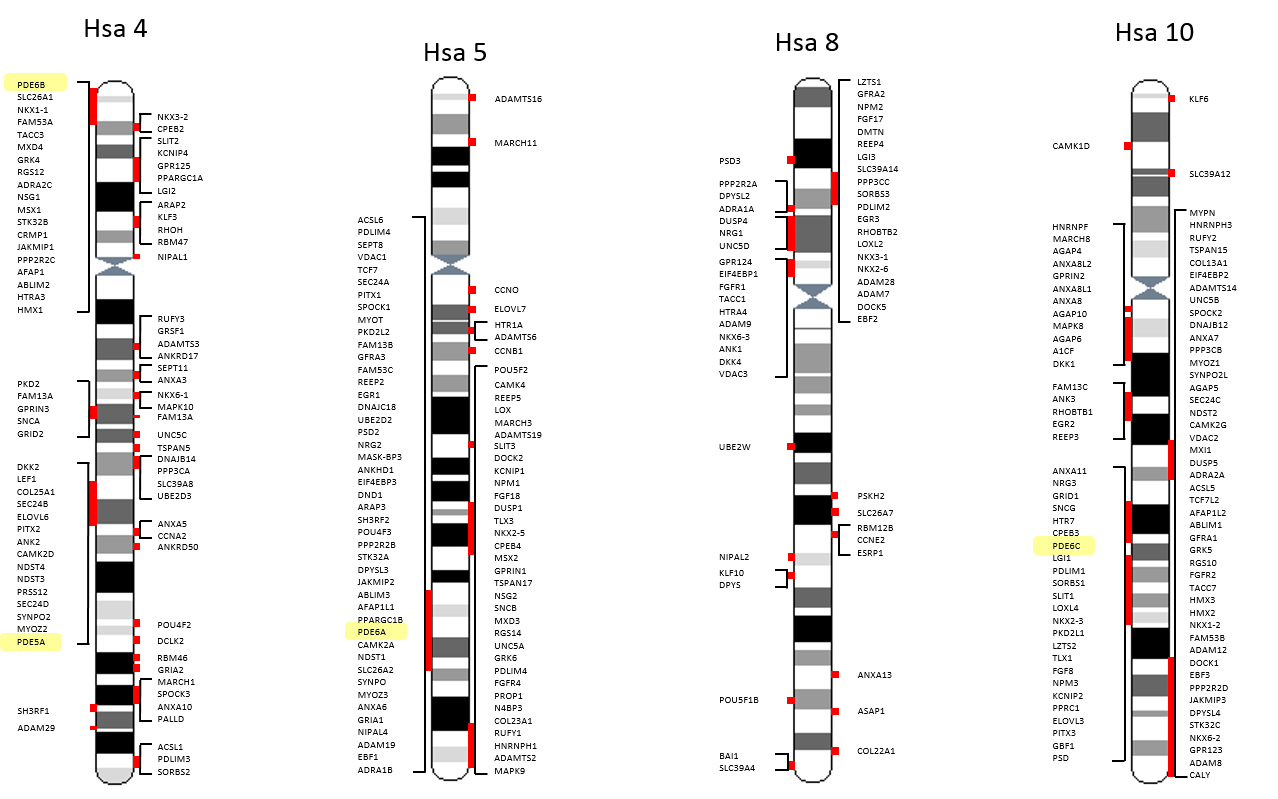 Hsa 4
PDE6B
SLC26A1
NKX1-1
FAM53A
TACC3
MXD4
GRK4
RGS12
ADRA2C
NSG1
MSX1
STK32B
CRMP1
JAKMIP1
PPP2R2C
AFAP1
ABLIM2
HTRA3
HMX1
PKD2
FAM13A
GPRIN3
SNCA
GRID2
DKK2
LEF1
COL25A1
SEC24B
ELOVL6
PITX2
ANK2
CAMK2D
NDST4
NDST3
PRSS12
SEC24D
SYNPO2
MYOZ2
PDE5A
SH3RF1
ADAM29
NKX3-2
CPEB2
SLIT2
KCNIP4
GPR125
PPARGC1A
LGI2
ARAP2
KLF3
RHOH
RBM47
NIPAL1
RUFY3
GRSF1
ADAMTS3
ANKRD17
SEPT11
ANXA3
NKX6-1
MAPK10
FAM13A
UNC5C
TSPAN5
DNAJB14
PPP3CA
SLC39A8
UBE2D3
ANXA5
CCNA2
ANKRD50
POU4F2
DCLK2
RBM46
GRIA2
MARCH1
SPOCK3
ANXA10
PALLD
ACSL1
PDLIM3
SORBS2
Hsa 5
ACSL6
PDLIM4
SEPT8
VDAC1
TCF7
SEC24A
PITX1
SPOCK1
MYOT
PKD2L2
FAM13B
GFRA3
FAM53C
REEP2
EGR1
DNAJC18
UBE2D2
PSD2
NRG2
MASK-BP3
ANKHD1
EIF4EBP3
DND1
ARAP3
SH3RF2
POU4F3
PPP2R2B
STK32A
DPYSL3
JAKMIP2
ABLIM3
AFAP1L1
PPARGC1B
PDE6A
CAMK2A
NDST1
SLC26A2
SYNPO
MYOZ3
ANXA6
GRIA1
NIPAL4
ADAM19
EBF1
ADRA1B
ADAMTS16
MARCH11
CCNO
ELOVL7
HTR1A
ADAMTS6
CCNB1
POU5F2
CAMK4
REEP5
LOX
MARCH3
ADAMTS19
SLIT3
DOCK2
KCNIP1
NPM1
FGF18
DUSP1
TLX3
NKX2-5
CPEB4
MSX2
GPRIN1
TSPAN17
NSG2
SNCB
MXD3
RGS14
UNC5A
GRK6
PDLIM4
FGFR4
PROP1
N4BP3
COL23A1
RUFY1
HNRNPH1
ADAMTS2
MAPK9
Hsa 8
PSD3
PPP2R2A
DPYSL2
ADRA1A
DUSP4
NRG1
UNC5D
GPR124
EIF4EBP1
FGFR1
TACC1
HTRA4
ADAM9
NKX6-3
ANK1
DKK4
VDAC3
UBE2W
NIPAL2
KLF10
DPYS
POU5F1B
BAI1
SLC39A4
LZTS1
GFRA2
NPM2
FGF17
DMTN
REEP4
LGI3
SLC39A14
PPP3CC
SORBS3
PDLIM2
EGR3
RHOBTB2
LOXL2
NKX3-1
NKX2-6
ADAM28
ADAM7
DOCK5
EBF2
PSKH2
SLC26A7
RBM12B
CCNE2
ESRP1
ANXA13
ASAP1
COL22A1
Hsa 10
CAMK1D
HNRNPF
MARCH8
AGAP4
ANXA8L2
GPRIN2
ANXA8L1
ANXA8
AGAP10
MAPK8
AGAP6
A1CF
DKK1
FAM13C
ANK3
RHOBTB1
EGR2
REEP3
ANXA11
NRG3
GRID1
SNCG
HTR7
CPEB3
PDE6C
LGI1
PDLIM1
SORBS1
SLIT1
LOXL4
NKX2-3
PKD2L1
LZTS2
TLX1
FGF8
NPM3
KCNIP2
PPRC1
ELOVL3
PITX3
GBF1
PSD
KLF6
SLC39A12
MYPN
HNRNPH3
RUFY2
TSPAN15
COL13A1
EIF4EBP2
ADAMTS14
UNC5B
SPOCK2
DNAJB12
ANXA7
PPP3CB
MYOZ1
SYNPO2L
AGAP5
SEC24C
NDST2
CAMK2G
VDAC2
MXI1
DUSP5
ADRA2A
ACSL5
TCF7L2
AFAP1L2
ABLIM1
GFRA1
GRK5
RGS10
FGFR2
TACC7
HMX3
HMX2
NKX1-2
FAM53B
ADAM12
DOCK1
EBF3
PPP2R2D
JAKMIP3
DPYSL4
STK32C
NKX6-2
GPR123
ADAM8
CALY